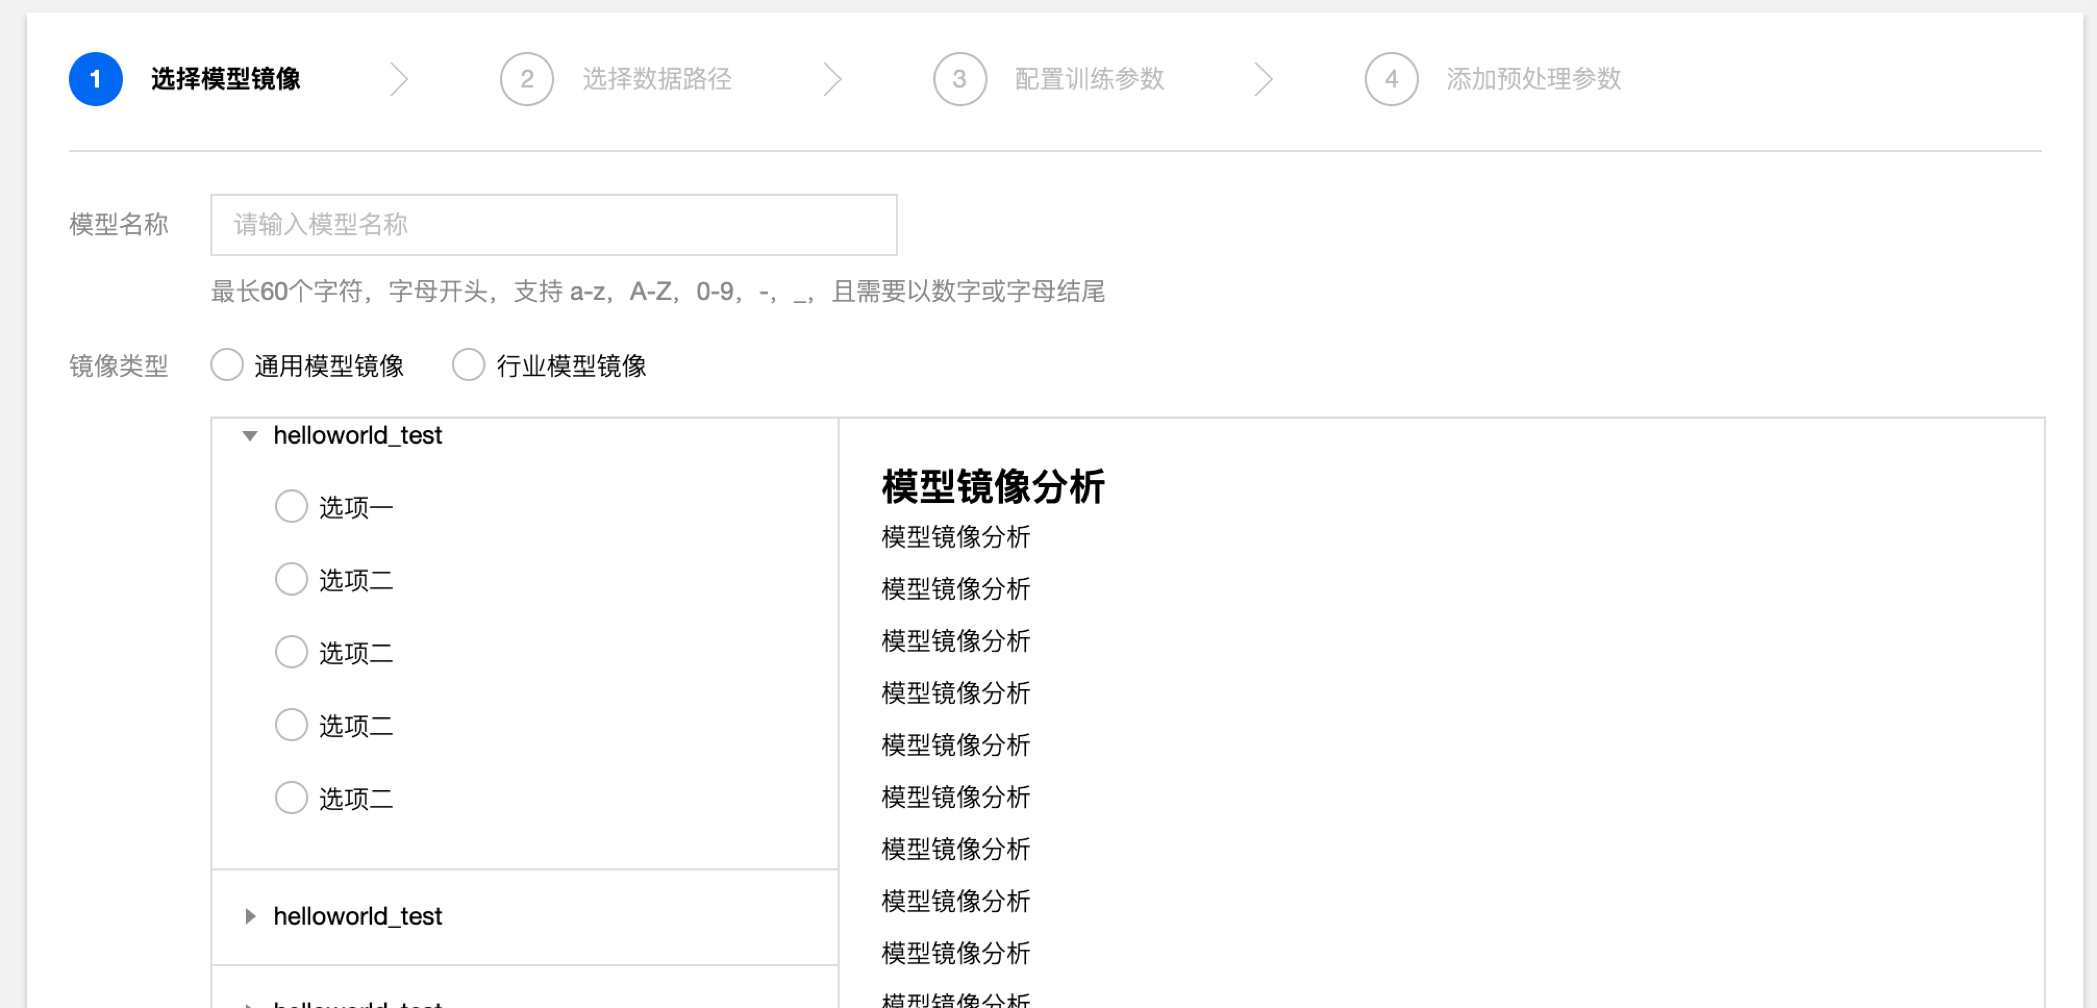 1 选择模型镜像 2 选择数据路径 3 配置训练参数 4 添加预处理参数
模型名称 请输入模型名称
最长60个字符，字母开头，支持 a-z，A-Z，0-9，-，_，且需要以数字或字母结尾
镜像类型 通用模型镜像 行业模型镜像
helloworld_test
选项一
选项二
选项二
选项二
选项二
helloworld_test
helloworld_test
模型镜像分析
模型镜像分析
模型镜像分析
模型镜像分析
模型镜像分析
模型镜像分析
模型镜像分析
模型镜像分析
模型镜像分析
模型镜像分析
模型镜像分析